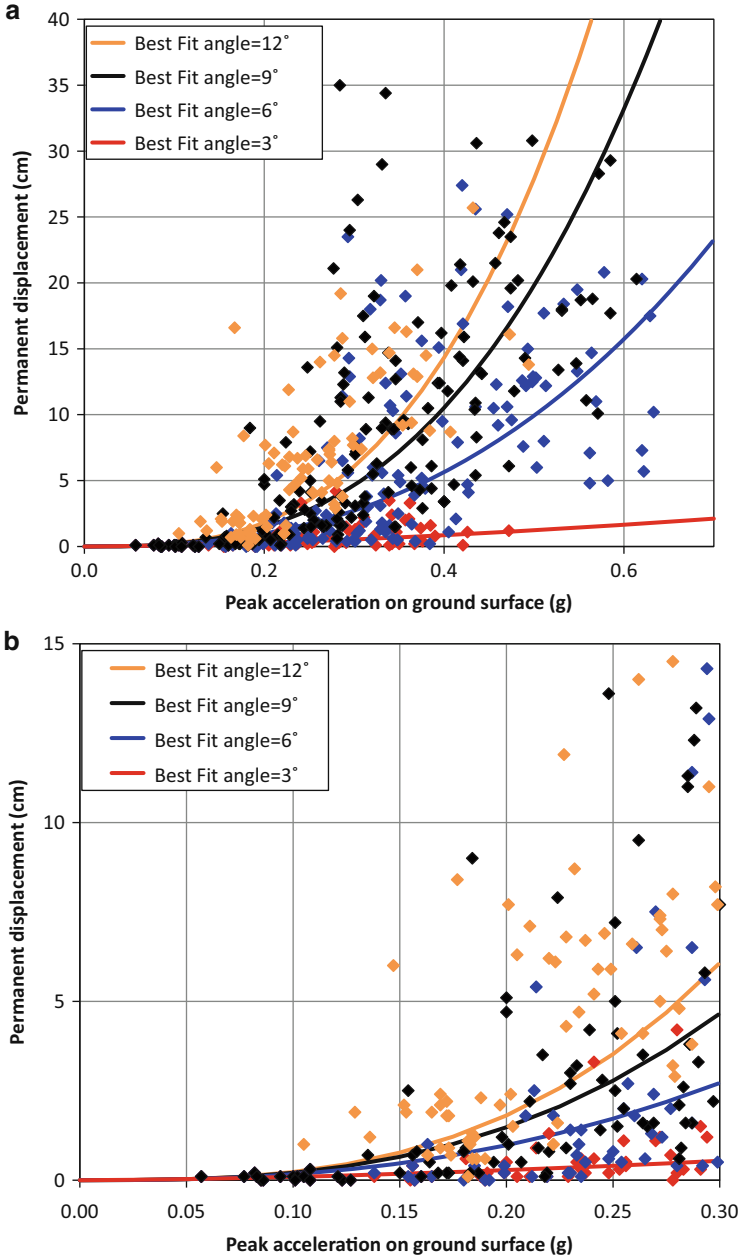 a
40
35
30
25
20
15
10
5
0
Permanent displacement (cm)
Best Fit angle=12˚
Best Fit angle=9˚
Best Fit angle=6˚
Best Fit angle=3˚
0.0 0.2 0.4 0.6
Peak acceleration on ground surface (g)
b
15
10
5
0
Permanent displacement (cm)
Best Fit angle=12˚
Best Fit angle=9˚
Best Fit angle=6˚
Best Fit angle=3˚
0.00 0.05 0.10 0.15 0.20 0.25 0.30
Peak acceleration on ground surface (g)